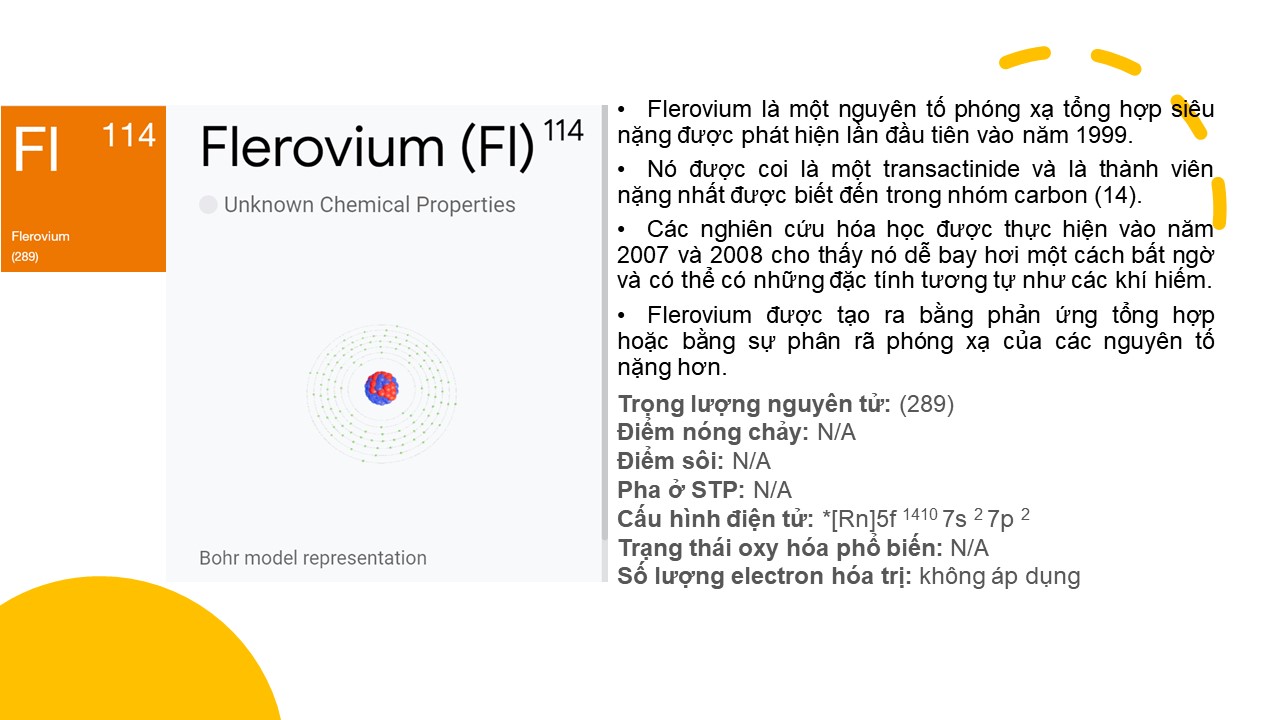 Fl 114
Flerovium
(289)
Flerovium (Fl) 114
Unknown Chemical Properties
Bohr model representation
• Flerovium là một nguyên tố phóng xạ tổng hợp siêu
nặng được phát hiện lần đầu tiên vào năm 1999.
• Nó được coi là một transactinide và là thành viên
nặng nhất được biết đến trong nhóm carbon (14).
• Các nghiên cứu hóa học được thực hiện vào năm
2007 và 2008 cho thấy nó dễ bay hơi một cách bất ngờ
và có thể có những đặc tính tương tự như các khí hiếm.
• Flerovium được tạo ra bằng phản ứng tổng hợp
hoặc bằng sự phân rã phóng xạ của các nguyên tố
nặng hơn.
Trọng lượng nguyên tử: (289)
Điểm nóng chảy: N/A
Điểm sôi: N/A
Pha ở STP: N/A
Cấu hình điện tử: *[Rn]5f 1410 7s 2 7p 2
Trạng thái oxy hóa phổ biến: N/A
Số lượng electron hóa trị: không áp dụng